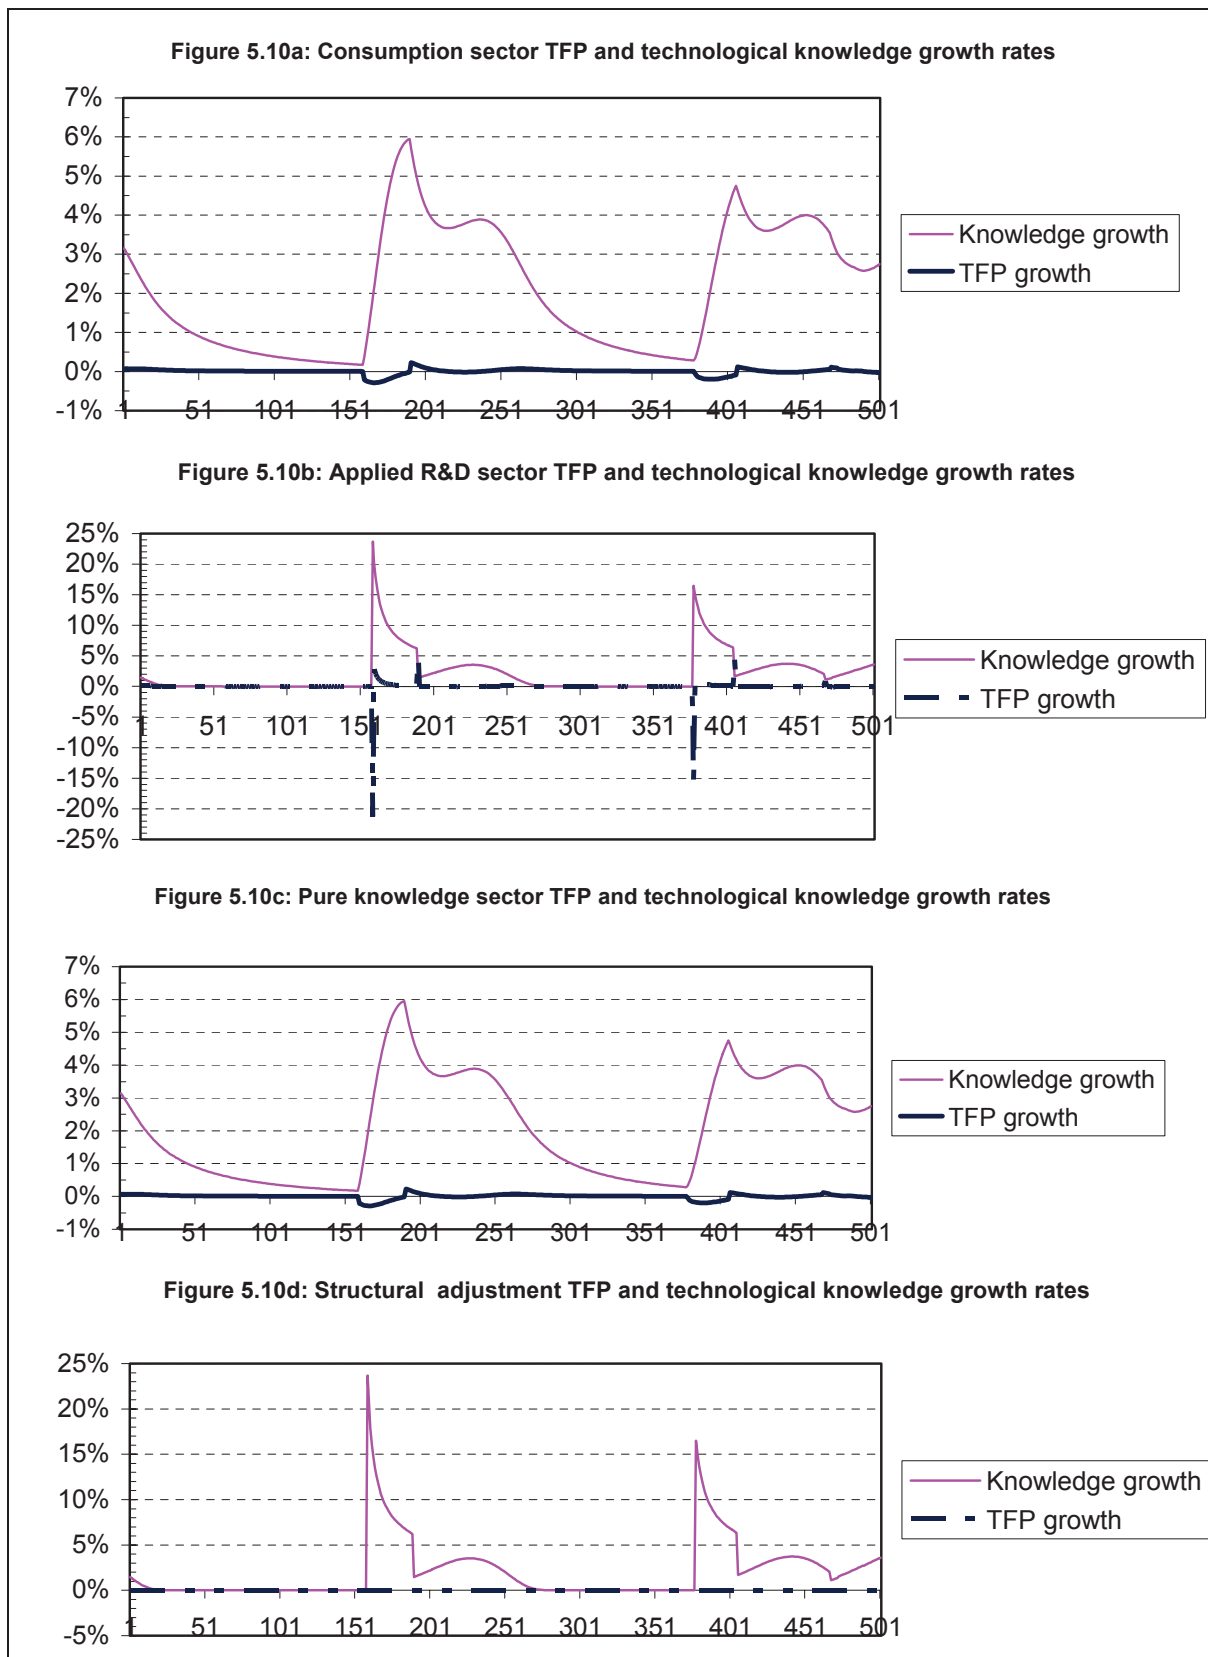 Figure 5.10a: Consumption sector TFP and technological knowledge growth rates
7%
6%
5%
4%
3%
2%
1%
0%
-1%
1 51 101 151 201 251 301 351 401 451 501
Knowledge growth
TFP growth
Figure 5.10b: Applied R&D sector TFP and technological knowledge growth rates
25%
20%
15%
10%
5%
0%
-5%
-10%
-15%
-20%
-25%
1 51 101 151 201 251 301 351 401 451 501
Knowledge growth
TFP growth
Figure 5.10c: Pure knowledge sector TFP and technological knowledge growth rates
7%
6%
5%
4%
3%
2%
1%
0%
-1%
1 51 101 151 201 251 301 351 401 451 501
Knowledge growth
TFP growth
Figure 5.10d: Structural adjustment TFP and technological knowledge growth rates
25%
20%
15%
10%
5%
0%
-5%
1 51 101 151 201 251 301 351 401 451 501
Knowledge growth
TFP growth